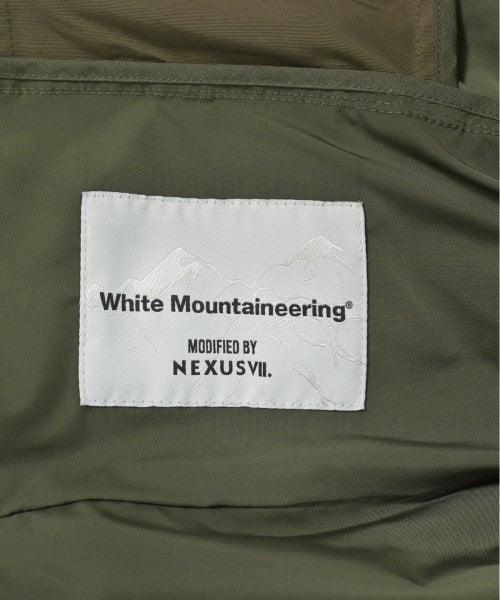 White Mountaineering®
MODIFIED BY
NEXUSVII.